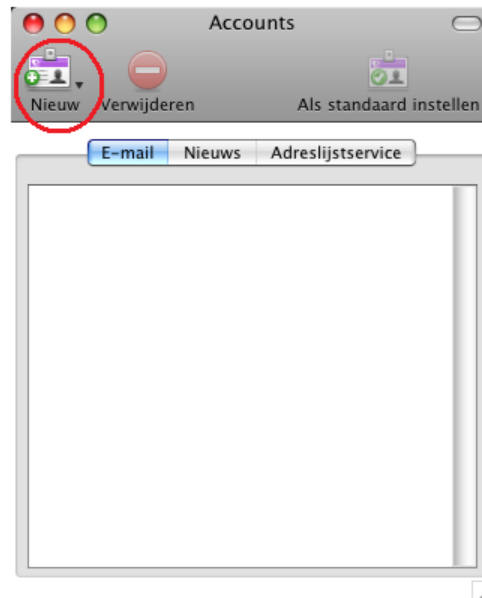 Accounts
Nieuw Verwijderen Als standaard instellen
E-mail Nieuws Adreslijstservice